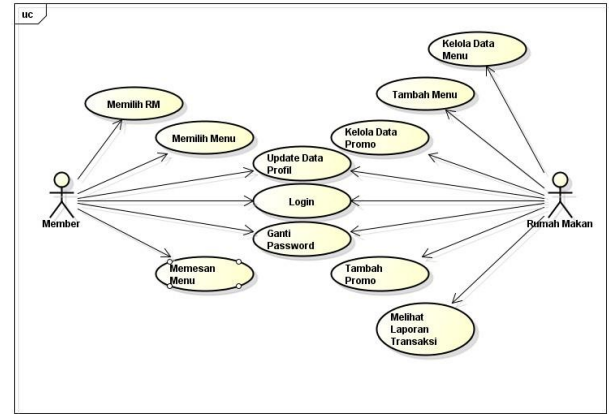 uc
Kelola Data
Menu
Memilih RM
Tambah Menu
Memilih Menu
Kelola Data
Promo
Update Data
Profil
Login
Member
Rumah Makan
Ganti
Password
Memesan
Menu
Tambah
Promo
Melihat
Laporan
Transaksi